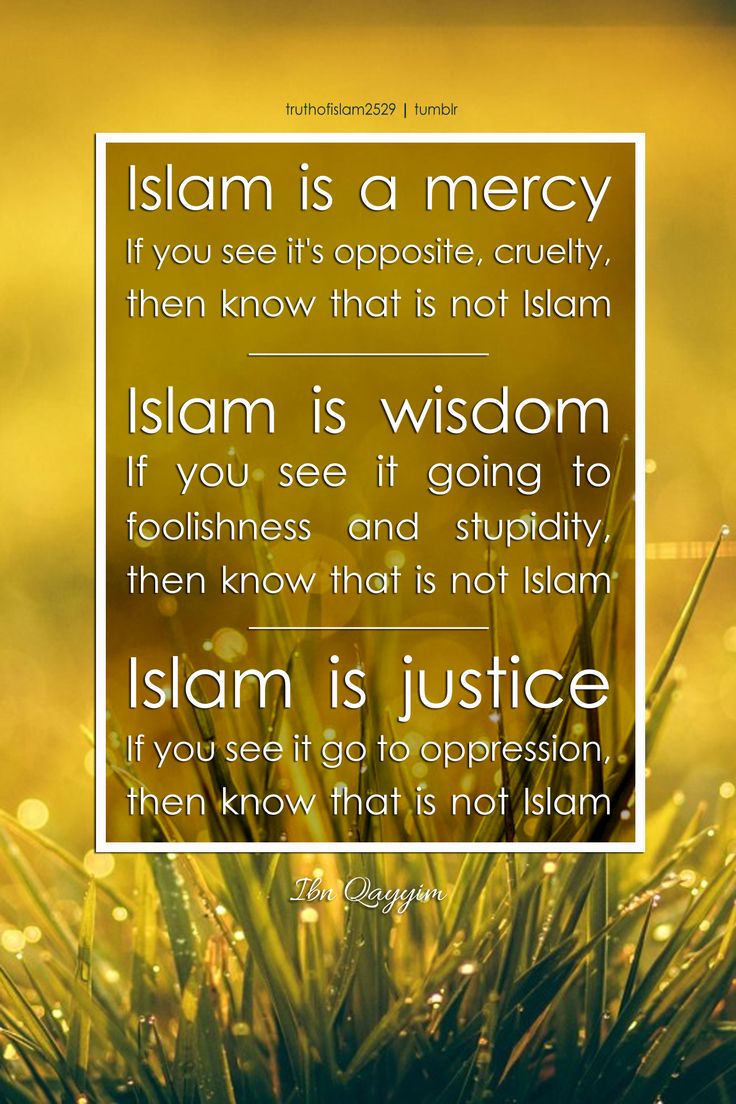 truthofislam2529 | tumblr
Islam is a mercy
If you see it's opposite, cruelty,
then know that is not Islam
Islam is wisdom
If you see it going to
foolishness and stupidity,
then know that is not Islam
Islam is justice
If you see it go to oppression,
then know that is not Islam
Ibn Qayyim